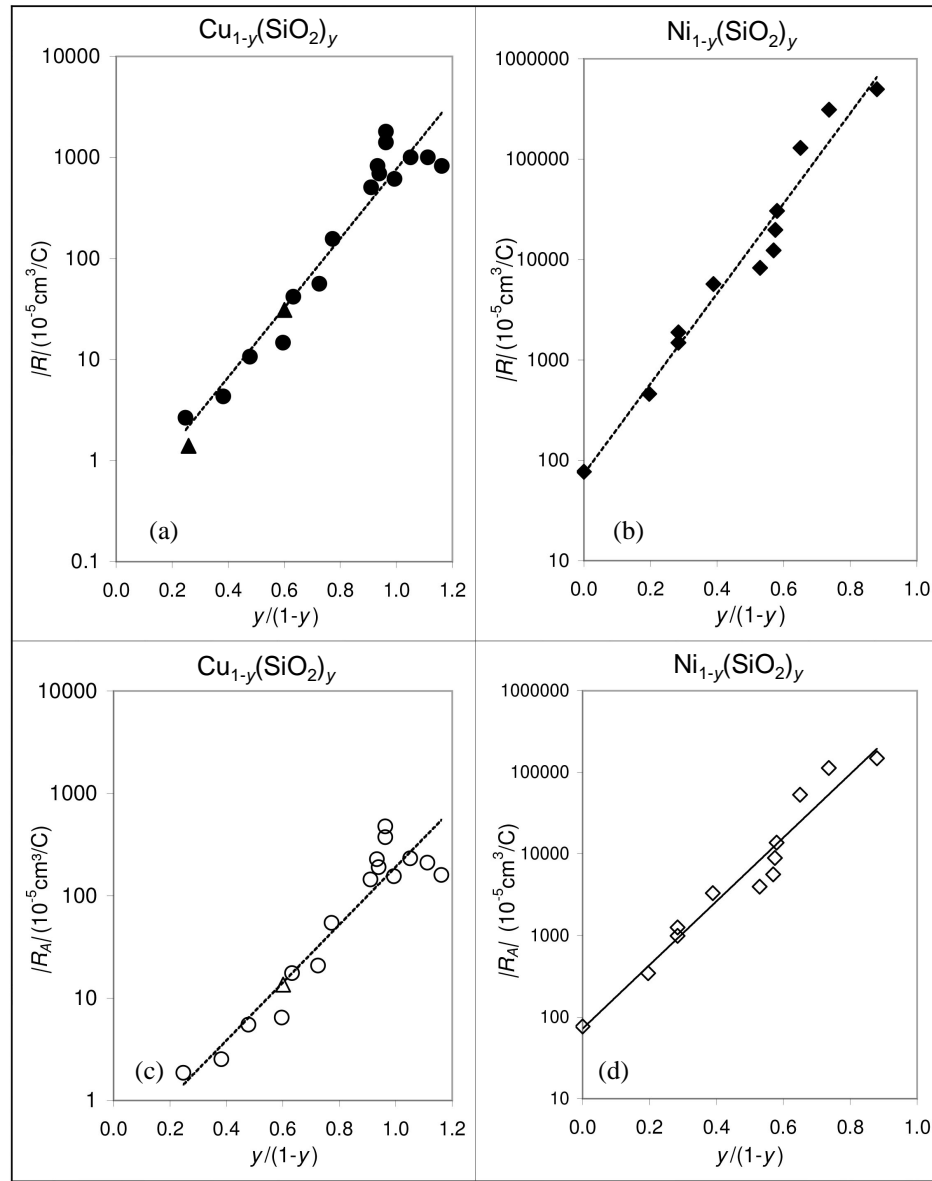 Cu1-y(SiO2)y
10000
1000
100
10
1
0.1
|R|/(10-5cm3/C)
(a)
0.0 0.2 0.4 0.6 0.8 1.0 1.2
y/(1-y)
Ni1-y(SiO2)y
1000000
100000
10000
1000
100
10
|R|/(10-5cm3/C)
(b)
0.0 0.2 0.4 0.6 0.8 1.0
y/(1-y)
Cu1-y(SiO2)y
10000
1000
100
10
1
|RA|/(10-5cm3/C)
(c)
0.0 0.2 0.4 0.6 0.8 1.0 1.2
y/(1-y)
Ni1-y(SiO2)y
1000000
100000
10000
1000
100
10
|RA|/ (10-5cm3/C)
(d)
0.0 0.2 0.4 0.6 0.8 1.0
y/(1-y)